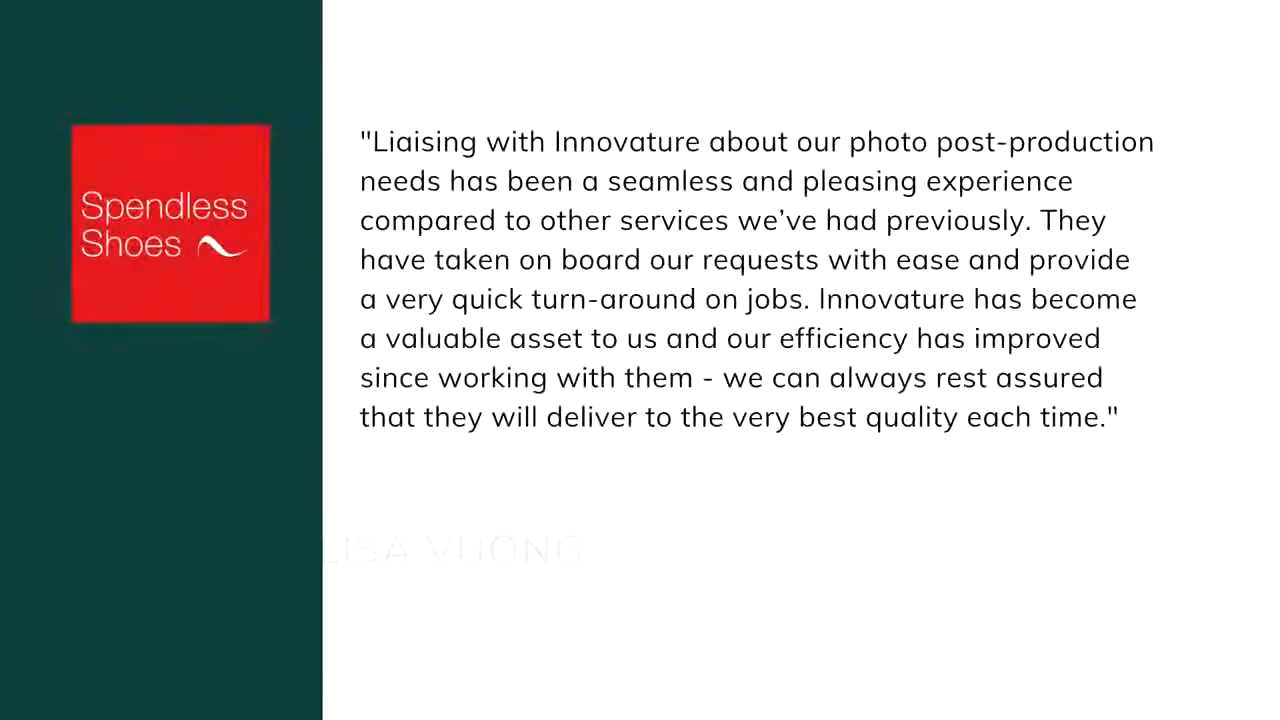 Spendless
Shoes
"Liaising with Innovature about our photo post-production
needs has been a seamless and pleasing experience
compared to other services we’ve had previously. They
have taken on board our requests with ease and provide
a very quick turn-around on jobs. Innovature has become
a valuable asset to us and our efficiency has improved
since working with them - we can always rest assured
that they will deliver to the very best quality each time."
LISA VUONG